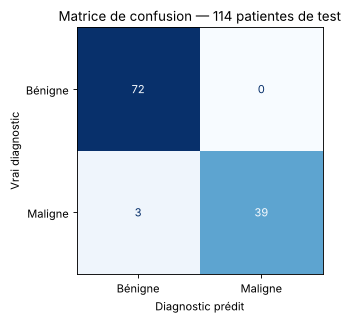 Matrice de confusion — 114 patientes de test
Vrai diagnostic
Bénigne
72
0
Maligne
3
39
Bénigne
Maligne
Diagnostic prédit